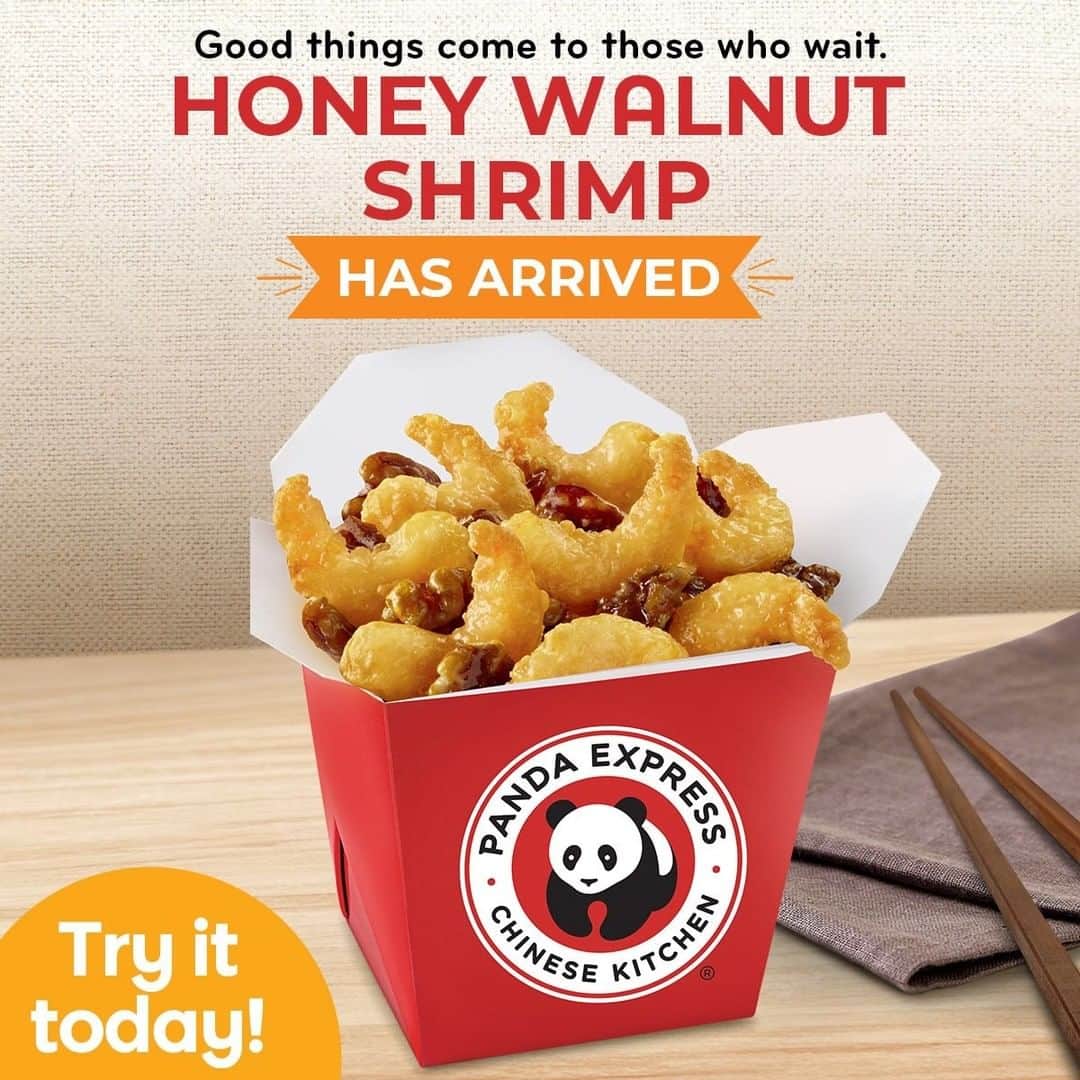 Good things come to those who wait.
HONEY WALNUT
SHRIMP
HAS ARRIVED
PANDA EXPRESS
CHINESE KITCHEN
®
Try it
today!